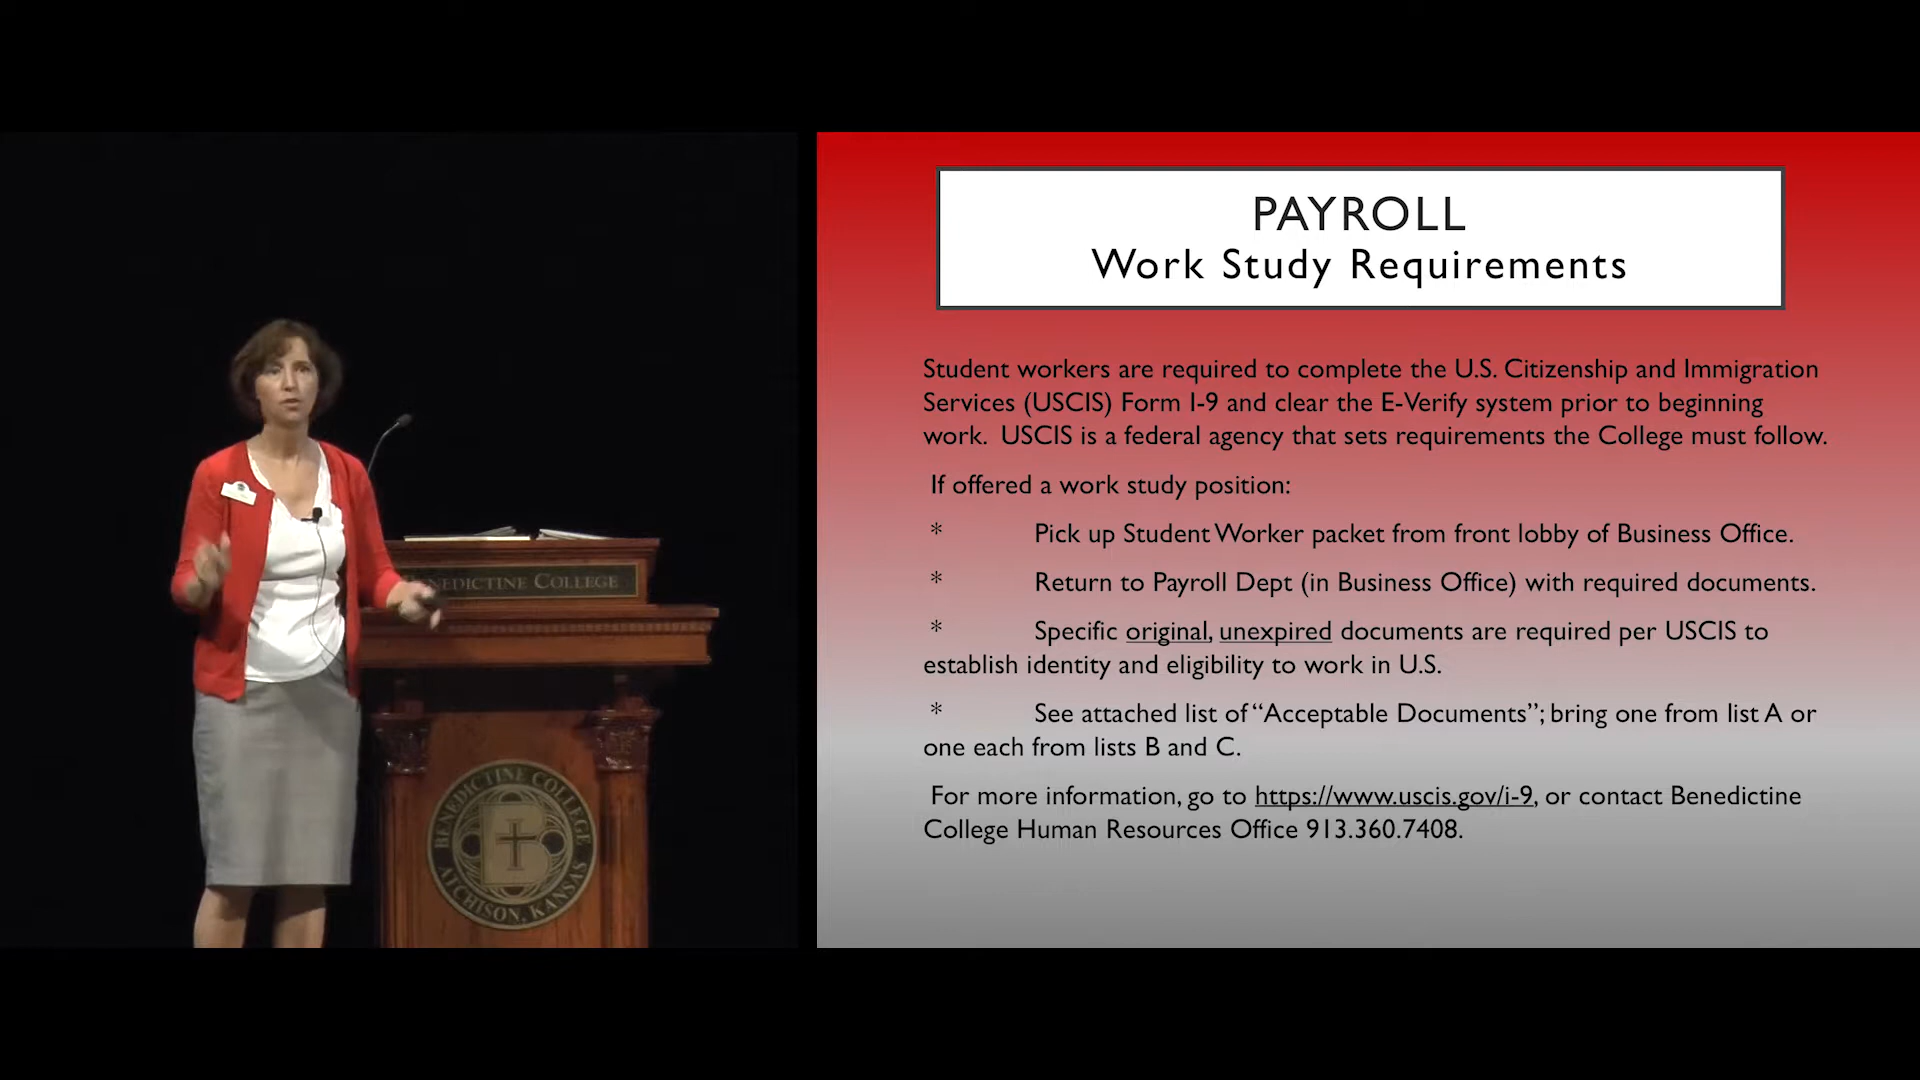 PAYROLL
Work Study Requirements
Student workers are required to complete the U.S. Citizenship and Immigration
Services (USCIS) Form I-9 and clear the E-Verify system prior to beginning
work.  USCIS is a federal agency that sets requirements the College must follow.
If offered a work study position:
* Pick up Student Worker packet from front lobby of Business Office.
* Return to Payroll Dept (in Business Office) with required documents.
* Specific original, unexpired documents are required per USCIS to
establish identity and eligibility to work in U.S.
* See attached list of “Acceptable Documents”; bring one from list A or
one each from lists B and C.
For more information, go to https://www.uscis.gov/i-9, or contact Benedictine
College Human Resources Office 913.360.7408.
BENEDICTINE COLLEGE
BENEDICTINE COLLEGE
B
ATCHISON, KANSAS